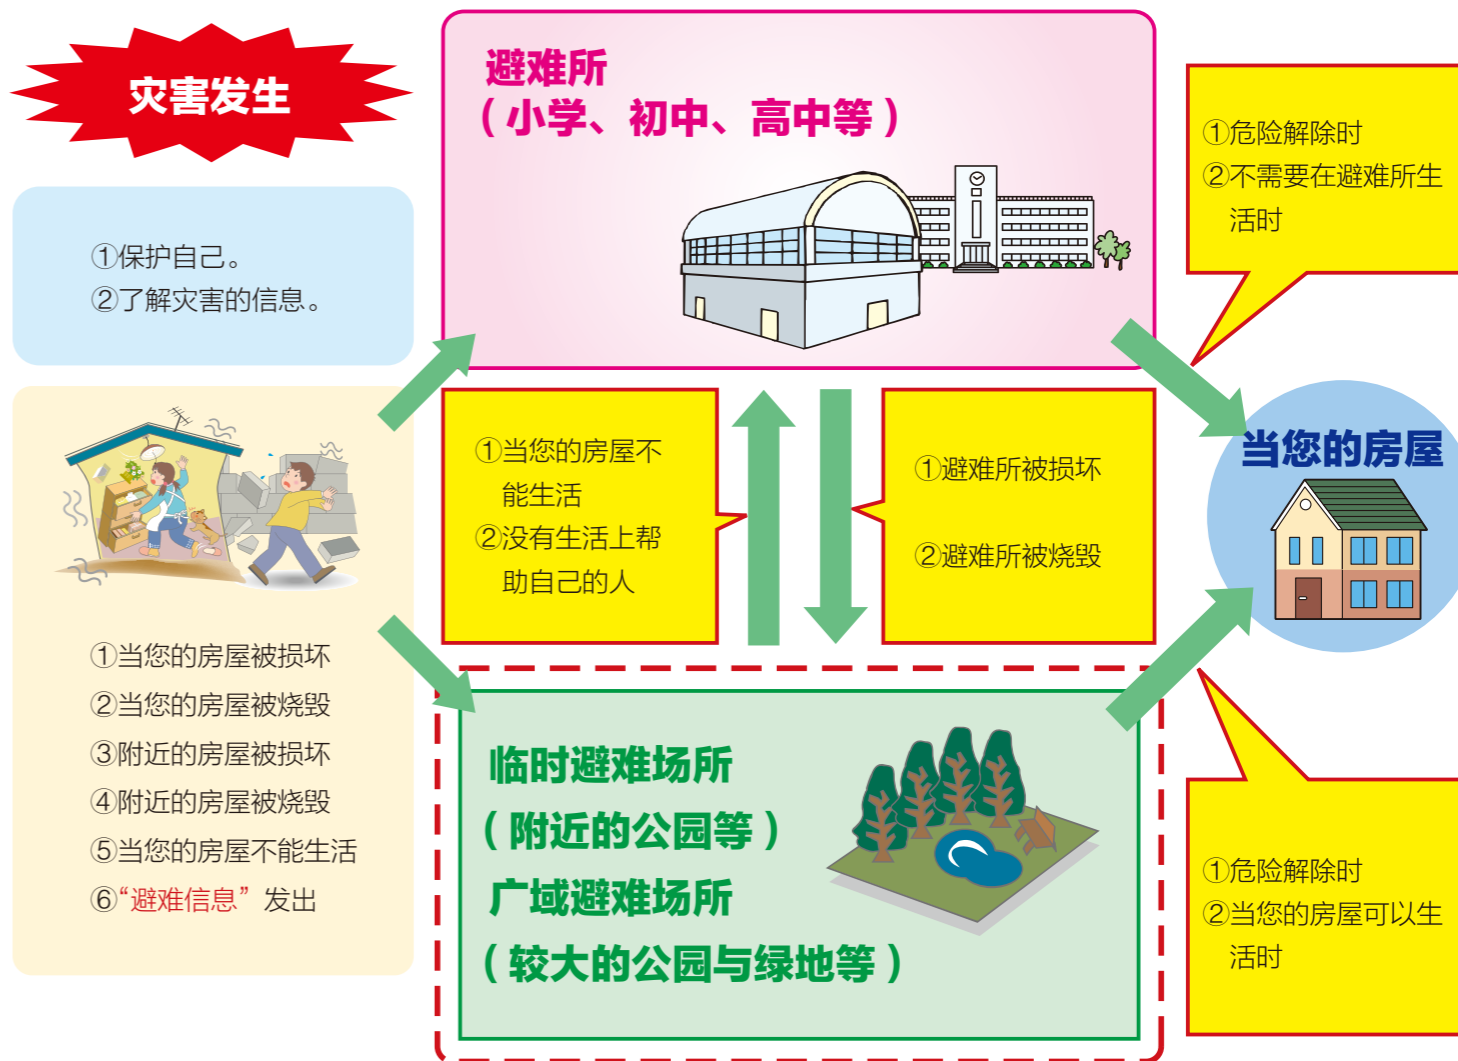 灾害发生
①保护自己。
②了解灾害的信息。
①当您的房屋被损坏
②当您的房屋被烧毁
③附近的房屋被损坏
④附近的房屋被烧毁
⑤当您的房屋不能生活
⑥“避难信息”发出
避难所
（小学、初中、高中等）
①当您的房屋不
能生活
②没有生活上帮
助自己的人
①避难所被损坏
②避难所被烧毁
临时避难场所
（附近的公园等）
广域避难场所
（较大的公园与绿地等）
①危险解除时
②不需要在避难所生
活时
当您的房屋
①危险解除时
②当您的房屋可以生
活时